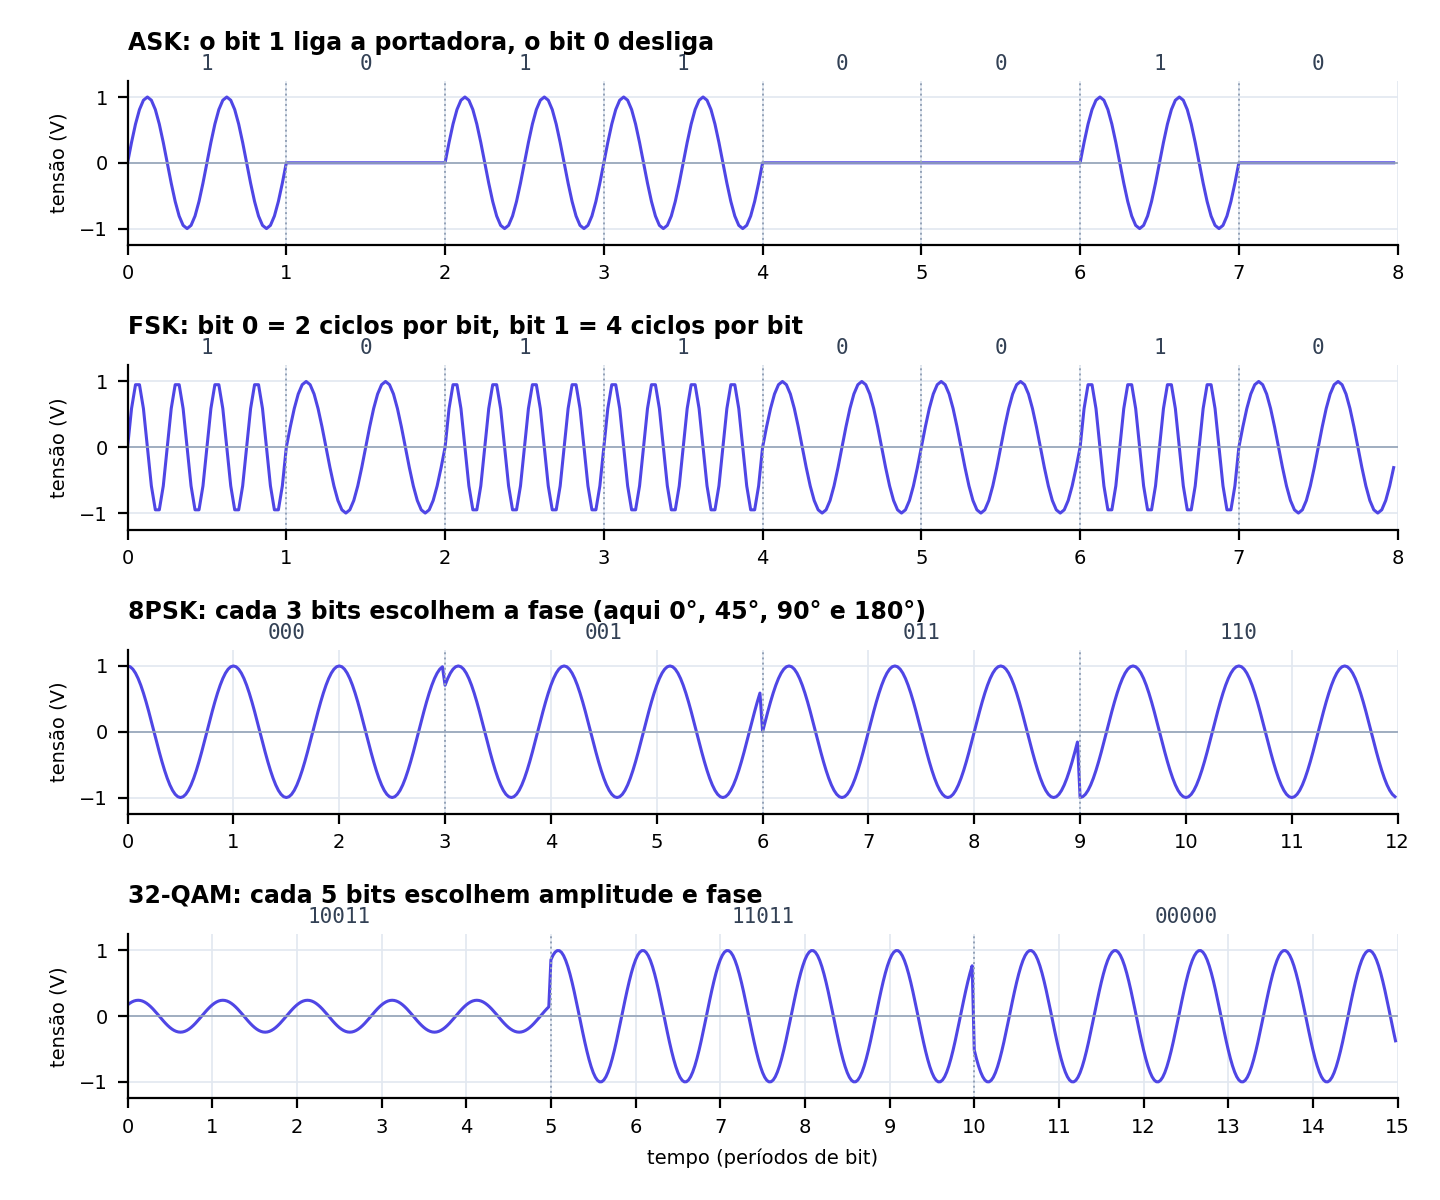 ASK: o bit 1 liga a portadora, o bit 0 desliga
1 0 1 1 0 0 1 0
1
0
−1
tensão (V)
0 1 2 3 4 5 6 7 8
FSK: bit 0 = 2 ciclos por bit, bit 1 = 4 ciclos por bit
1 0 1 1 0 0 1 0
1
0
−1
tensão (V)
0 1 2 3 4 5 6 7 8
8PSK: cada 3 bits escolhem a fase (aqui 0°, 45°, 90° e 180°)
000 001 011 110
1
0
−1
tensão (V)
0 1 2 3 4 5 6 7 8 9 10 11 12
32-QAM: cada 5 bits escolhem amplitude e fase
10011 11011 00000
1
0
−1
tensão (V)
0 1 2 3 4 5 6 7 8 9 10 11 12 13 14 15
tempo (períodos de bit)